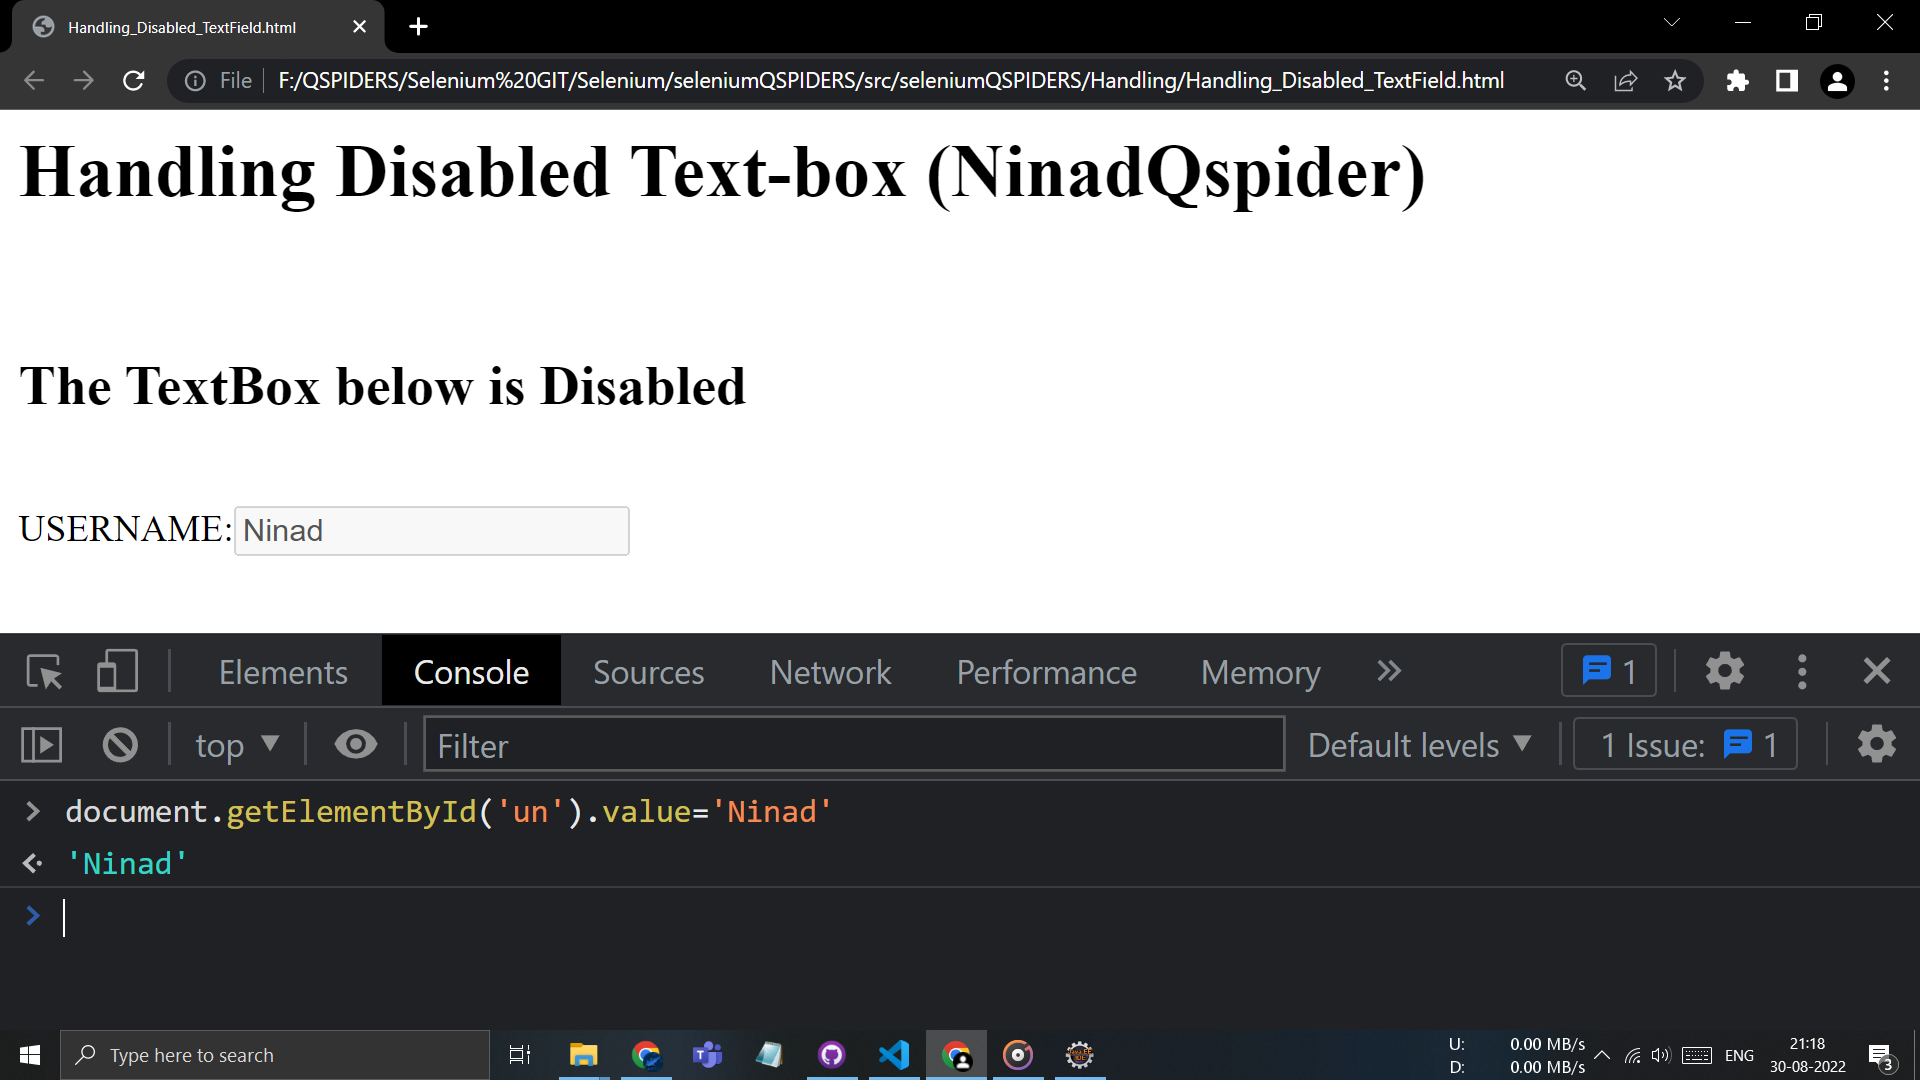 Handling_Disabled_TextField.html
File F:/QSPIDERS/Selenium%20GIT/Selenium/seleniumQSPIDERS/src/seleniumQSPIDERS/Handling/Handling_Disabled_TextField.html
Handling Disabled Text-box (NinadQspider)
The TextBox below is Disabled
USERNAME: Ninad
Elements Console Sources Network Performance Memory 1
top Filter Default levels 1 Issue: 1
document.getElementById('un').value='Ninad'
'Ninad'
Type here to search
U: 0.00 MB/s
D: 0.00 MB/s
ENG
21:18
30-08-2022
3